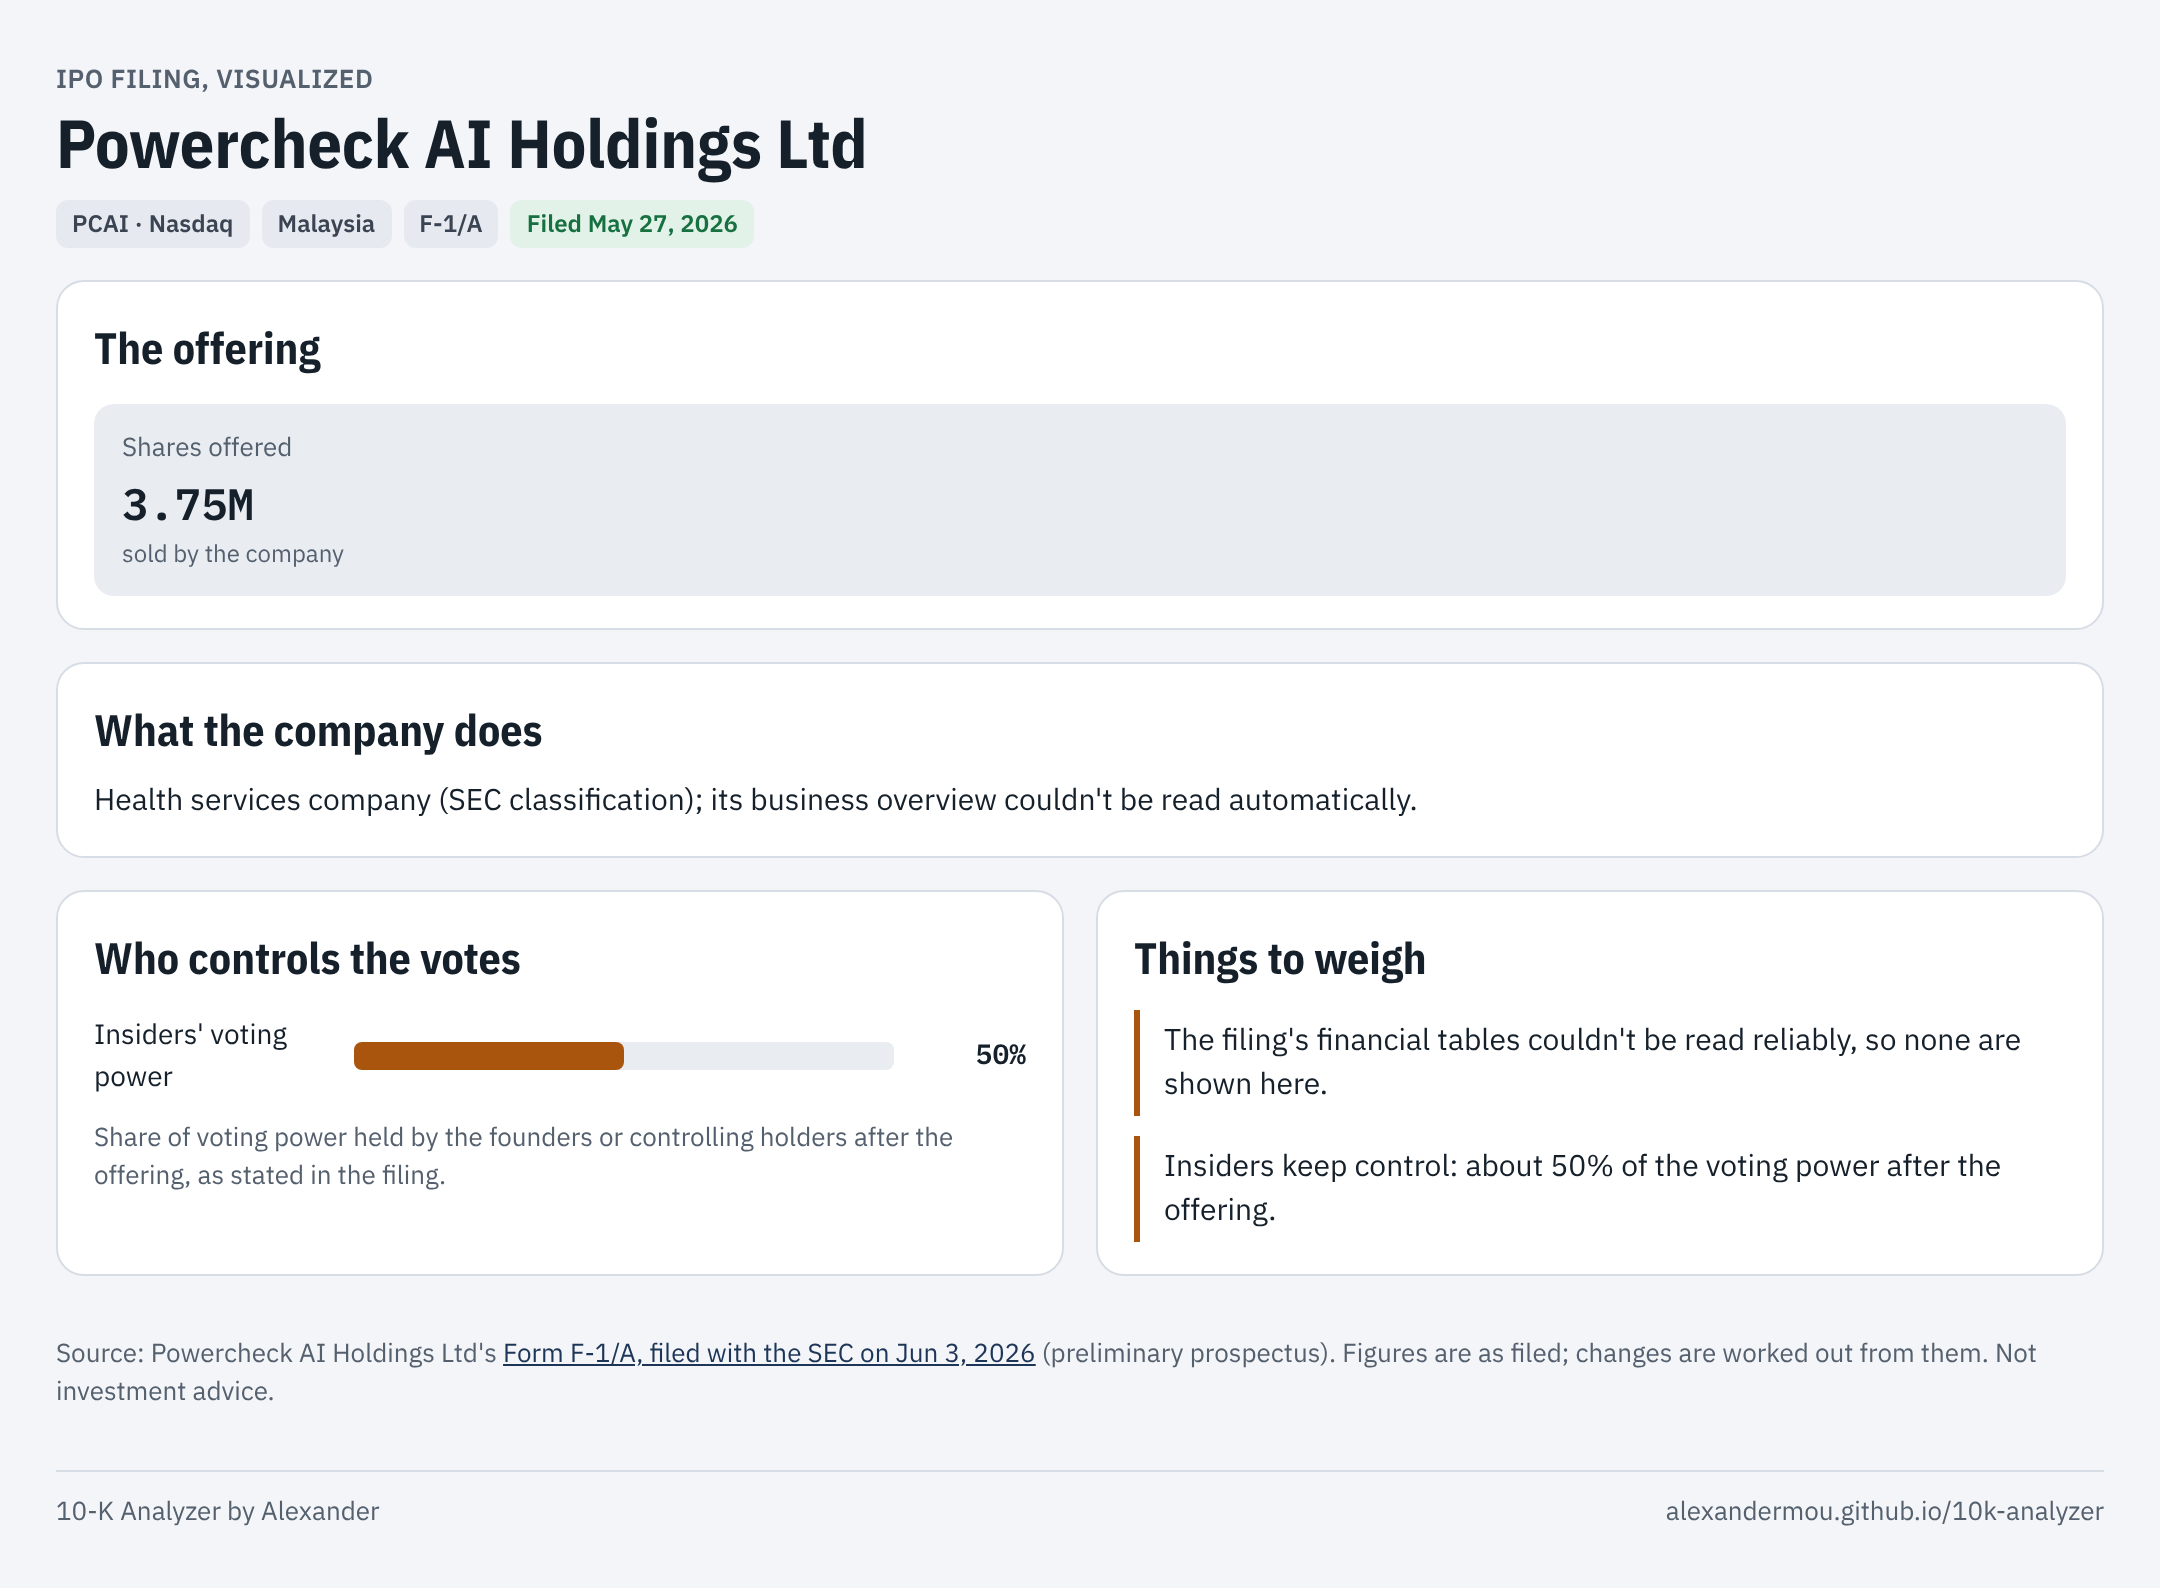 IPO FILING, VISUALIZED
Powercheck AI Holdings Ltd
PCAI · Nasdaq Malaysia F-1/A Filed May 27, 2026
The offering
Shares offered
3.75M
sold by the company
What the company does
Health services company (SEC classification); its business overview couldn't be read automatically.
Who controls the votes
Insiders' voting
power
50%
Share of voting power held by the founders or controlling holders after the
offering, as stated in the filing.
Things to weigh
The filing's financial tables couldn't be read reliably, so none are
shown here.
Insiders keep control: about 50% of the voting power after the
offering.
Source: Powercheck AI Holdings Ltd's Form F-1/A, filed with the SEC on Jun 3, 2026 (preliminary prospectus). Figures are as filed; changes are worked out from them. Not
investment advice.
10-K Analyzer by Alexander
alexandermou.github.io/10k-analyzer